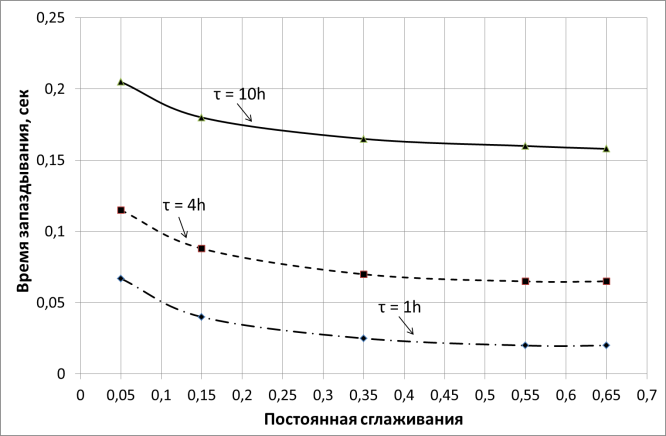 0,25
0,2
0,15
0,1
0,05
0
Время запаздывания, сек
τ = 10h
τ = 4h
τ = 1h
0 0,05 0,1 0,15 0,2 0,25 0,3 0,35 0,4 0,45 0,5 0,55 0,6 0,65 0,7
Постоянная сглаживания